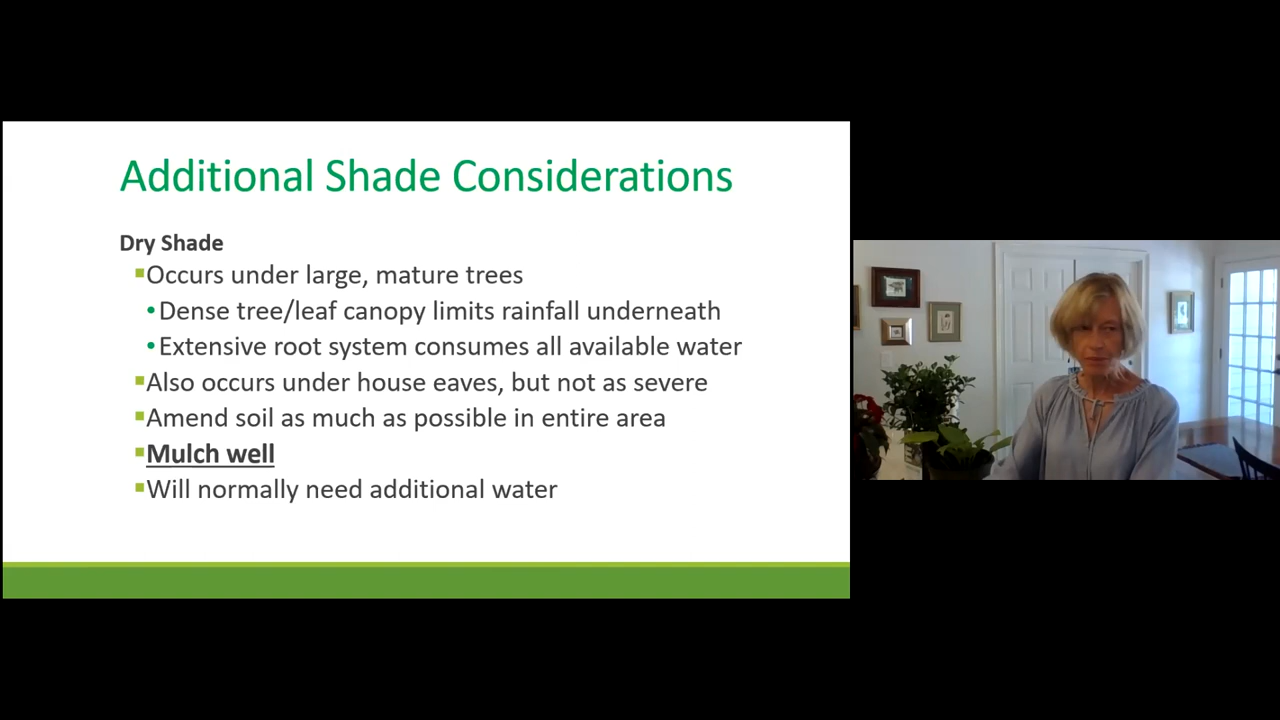 Additional Shade Considerations
Dry Shade
▪Occurs under large, mature trees
•Dense tree/leaf canopy limits rainfall underneath
•Extensive root system consumes all available water
▪Also occurs under house eaves, but not as severe
▪Amend soil as much as possible in entire area
▪Mulch well
▪Will normally need additional water